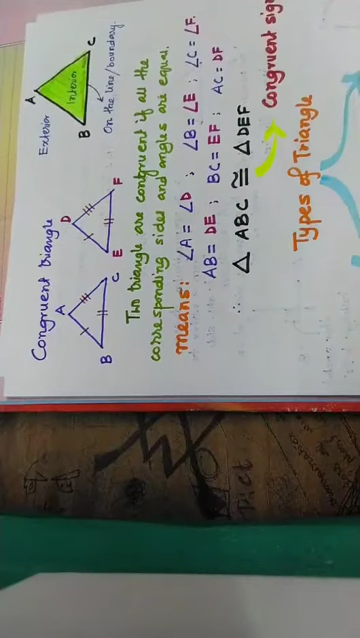 A
Exterior
Interior
B
C
On the line/boundary.
Congruent triangle
A
B
C
D
E
F
Two triangle are congruent if all the
corresponding sides and angles are equal.
means: ∠A = ∠D ; ∠B = ∠E ; ∠C = ∠F.
AB = DE ; BC = EF ; AC = DF
∴ △ ABC ≅ △ DEF
Congruent sign
Types of Triangle